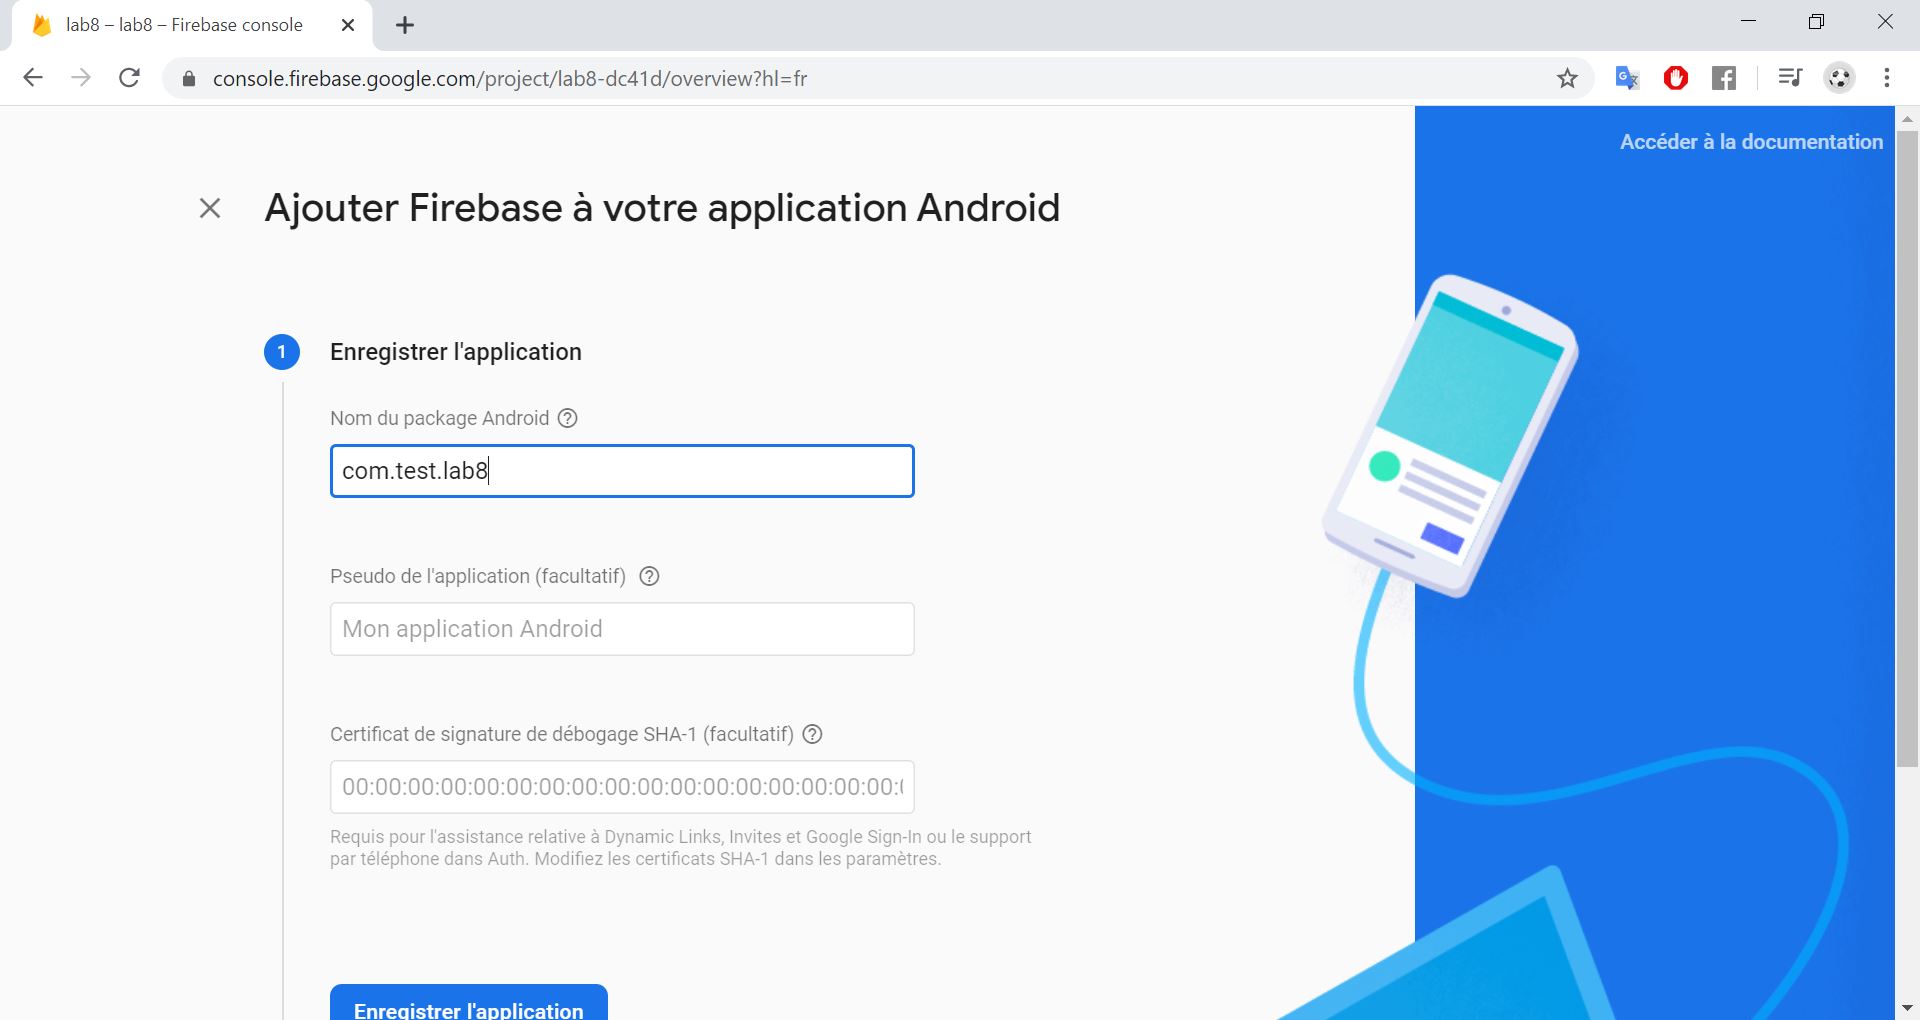 lab8 – lab8 – Firebase console
console.firebase.google.com/project/lab8-dc41d/overview?hl=fr
Accéder à la documentation
Ajouter Firebase à votre application Android
1 Enregistrer l'application
Nom du package Android
com.test.lab8
Pseudo de l'application (facultatif)
Mon application Android
Certificat de signature de débogage SHA-1 (facultatif)
00:00:00:00:00:00:00:00:00:00:00:00:00:00:00:00:00:
Requis pour l'assistance relative à Dynamic Links, Invites et Google Sign-In ou le support
par téléphone dans Auth. Modifiez les certificats SHA-1 dans les paramètres.
Enregistrer l'application